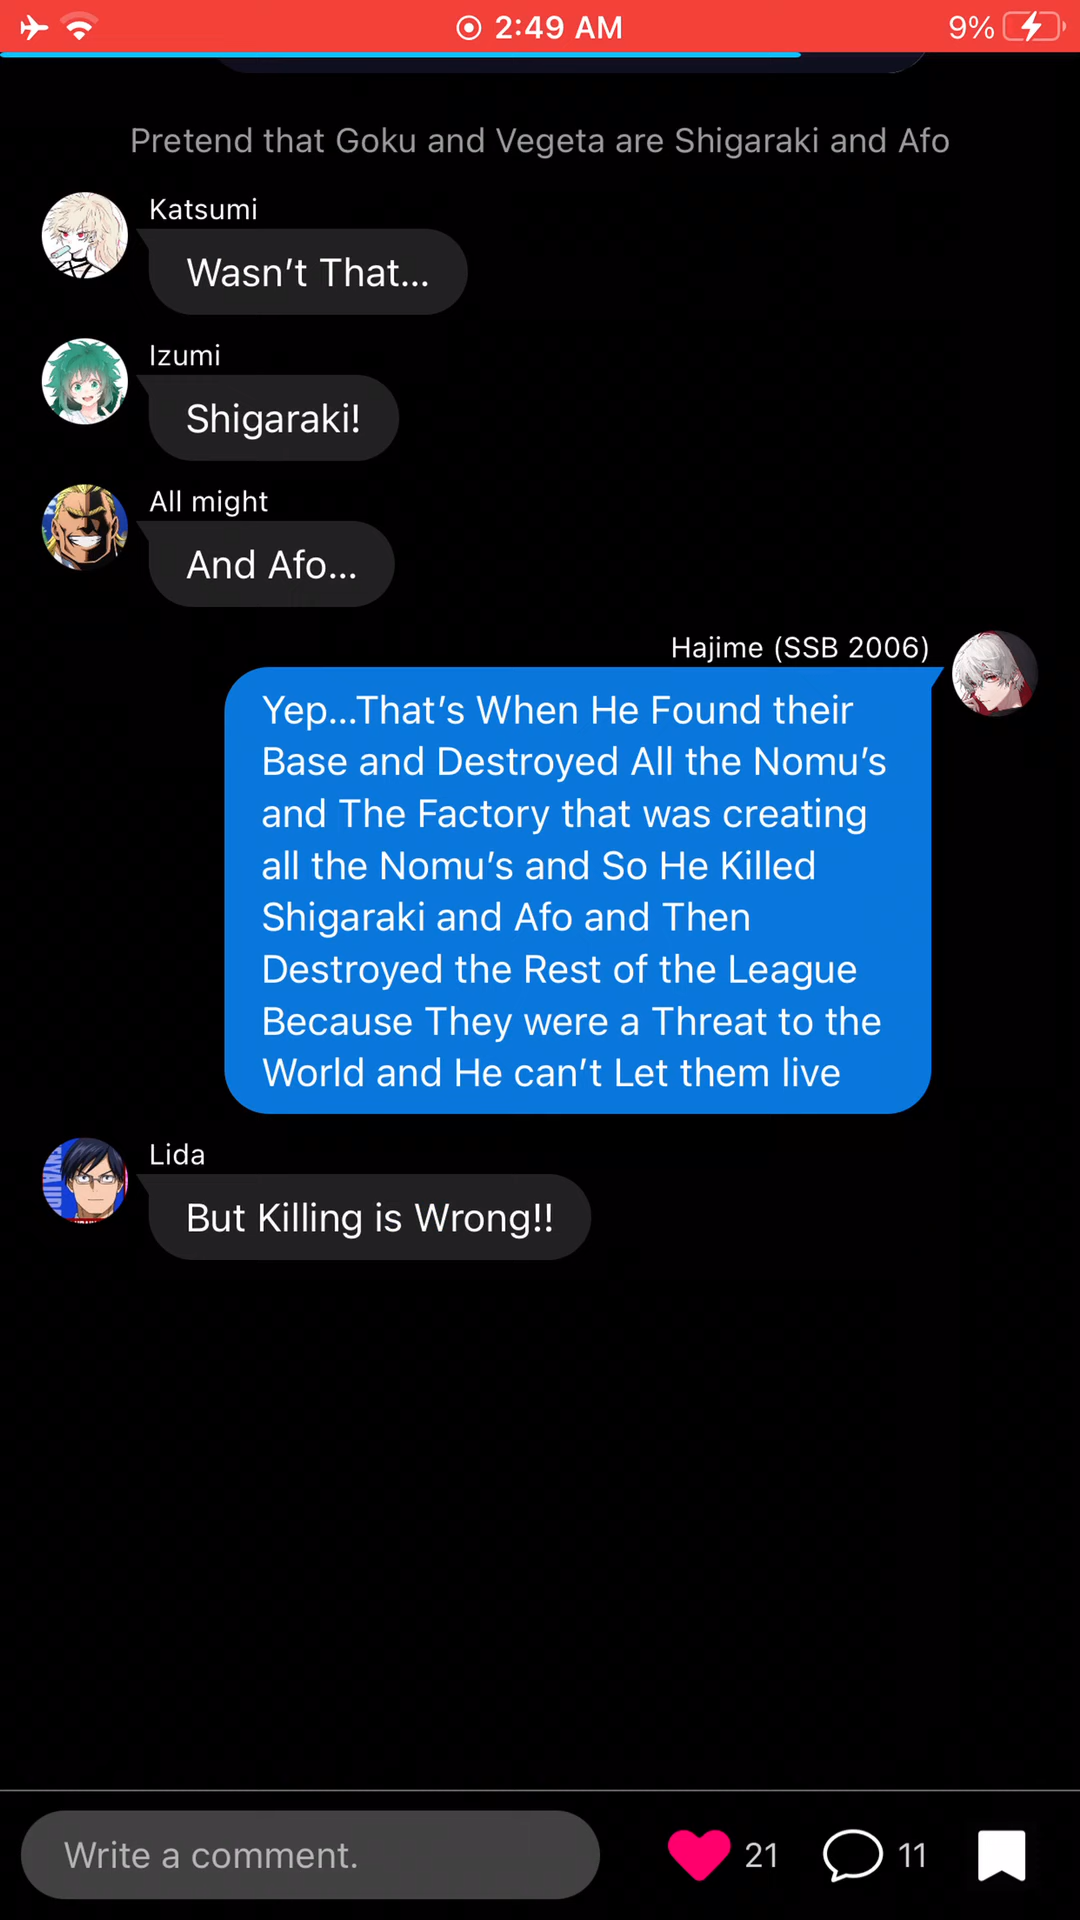 2:49 AM
9%
Pretend that Goku and Vegeta are Shigaraki and Afo
Katsumi
Wasn’t That...
Izumi
Shigaraki!
All might
And Afo...
Hajime (SSB 2006)
Yep...That’s When He Found their
Base and Destroyed All the Nomu’s
and The Factory that was creating
all the Nomu’s and So He Killed
Shigaraki and Afo and Then
Destroyed the Rest of the League
Because They were a Threat to the
World and He can’t Let them live
Lida
But Killing is Wrong!!
Write a comment.
21
11